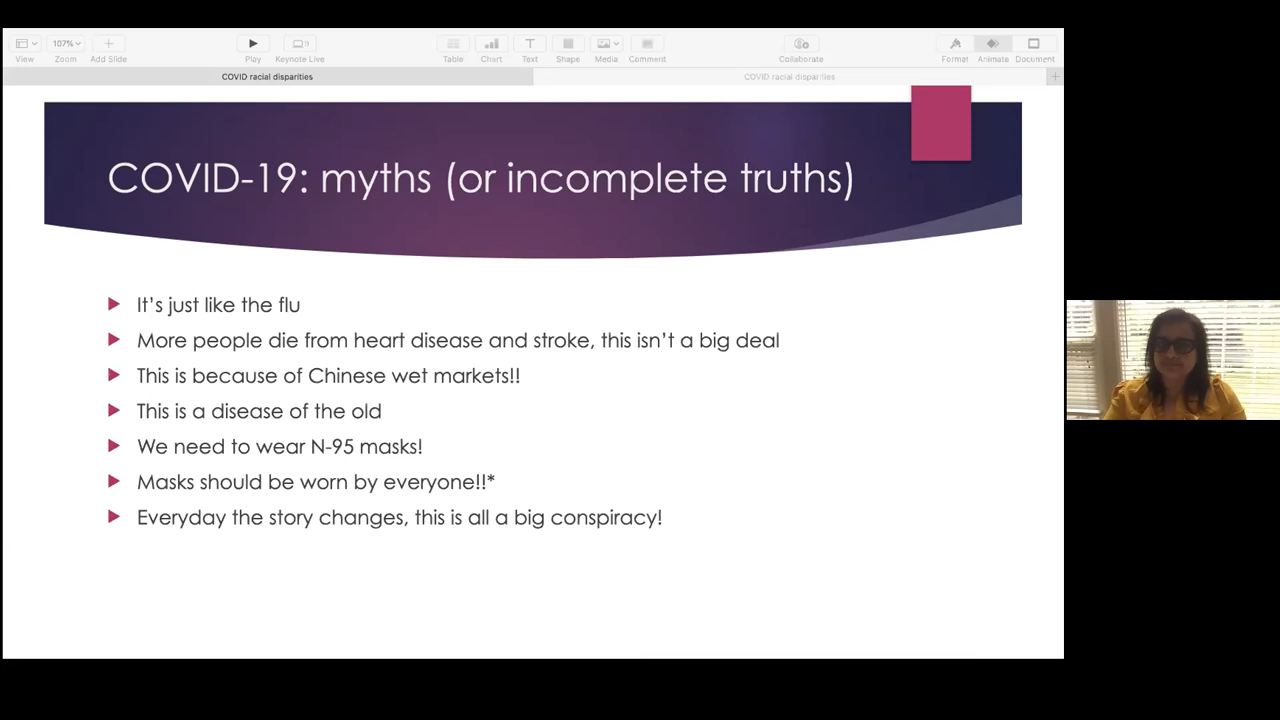 107%
View
Zoom
Add Slide
Play
Keynote Live
Table
Chart
Text
Shape
Media
Comment
Collaborate
Format
Animate
Document
COVID racial disparities
COVID racial disparities
COVID-19: myths (or incomplete truths)
It's just like the flu
More people die from heart disease and stroke, this isn't a big deal
This is because of Chinese wet markets!!
This is a disease of the old
We need to wear N-95 masks!
Masks should be worn by everyone!!*
Everyday the story changes, this is all a big conspiracy!